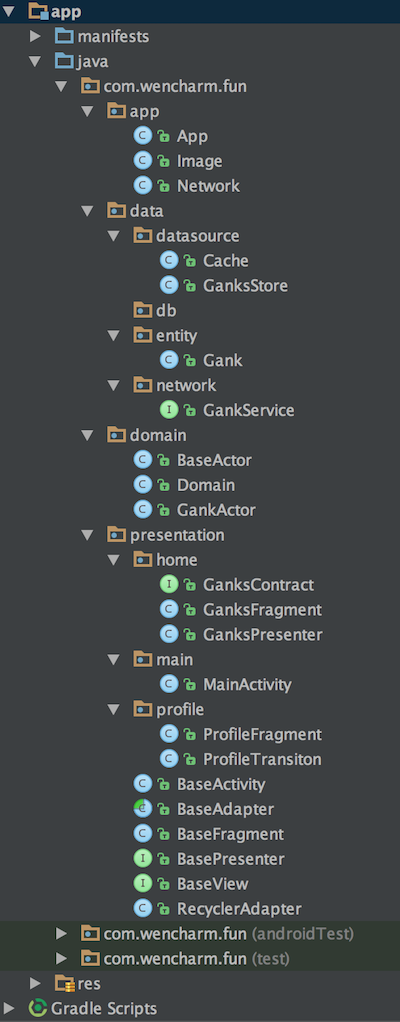 app
manifests
java
com.wencharm.fun
app
C App
C Image
C Network
data
datasource
C Cache
C GanksStore
db
entity
C Gank
network
I GankService
domain
C BaseActor
C Domain
C GankActor
presentation
home
I GanksContract
C GanksFragment
C GanksPresenter
main
C MainActivity
profile
C ProfileFragment
C ProfileTransiton
C BaseActivity
C BaseAdapter
C BaseFragment
I BasePresenter
I BaseView
C RecyclerAdapter
com.wencharm.fun (androidTest)
com.wencharm.fun (test)
res
Gradle Scripts